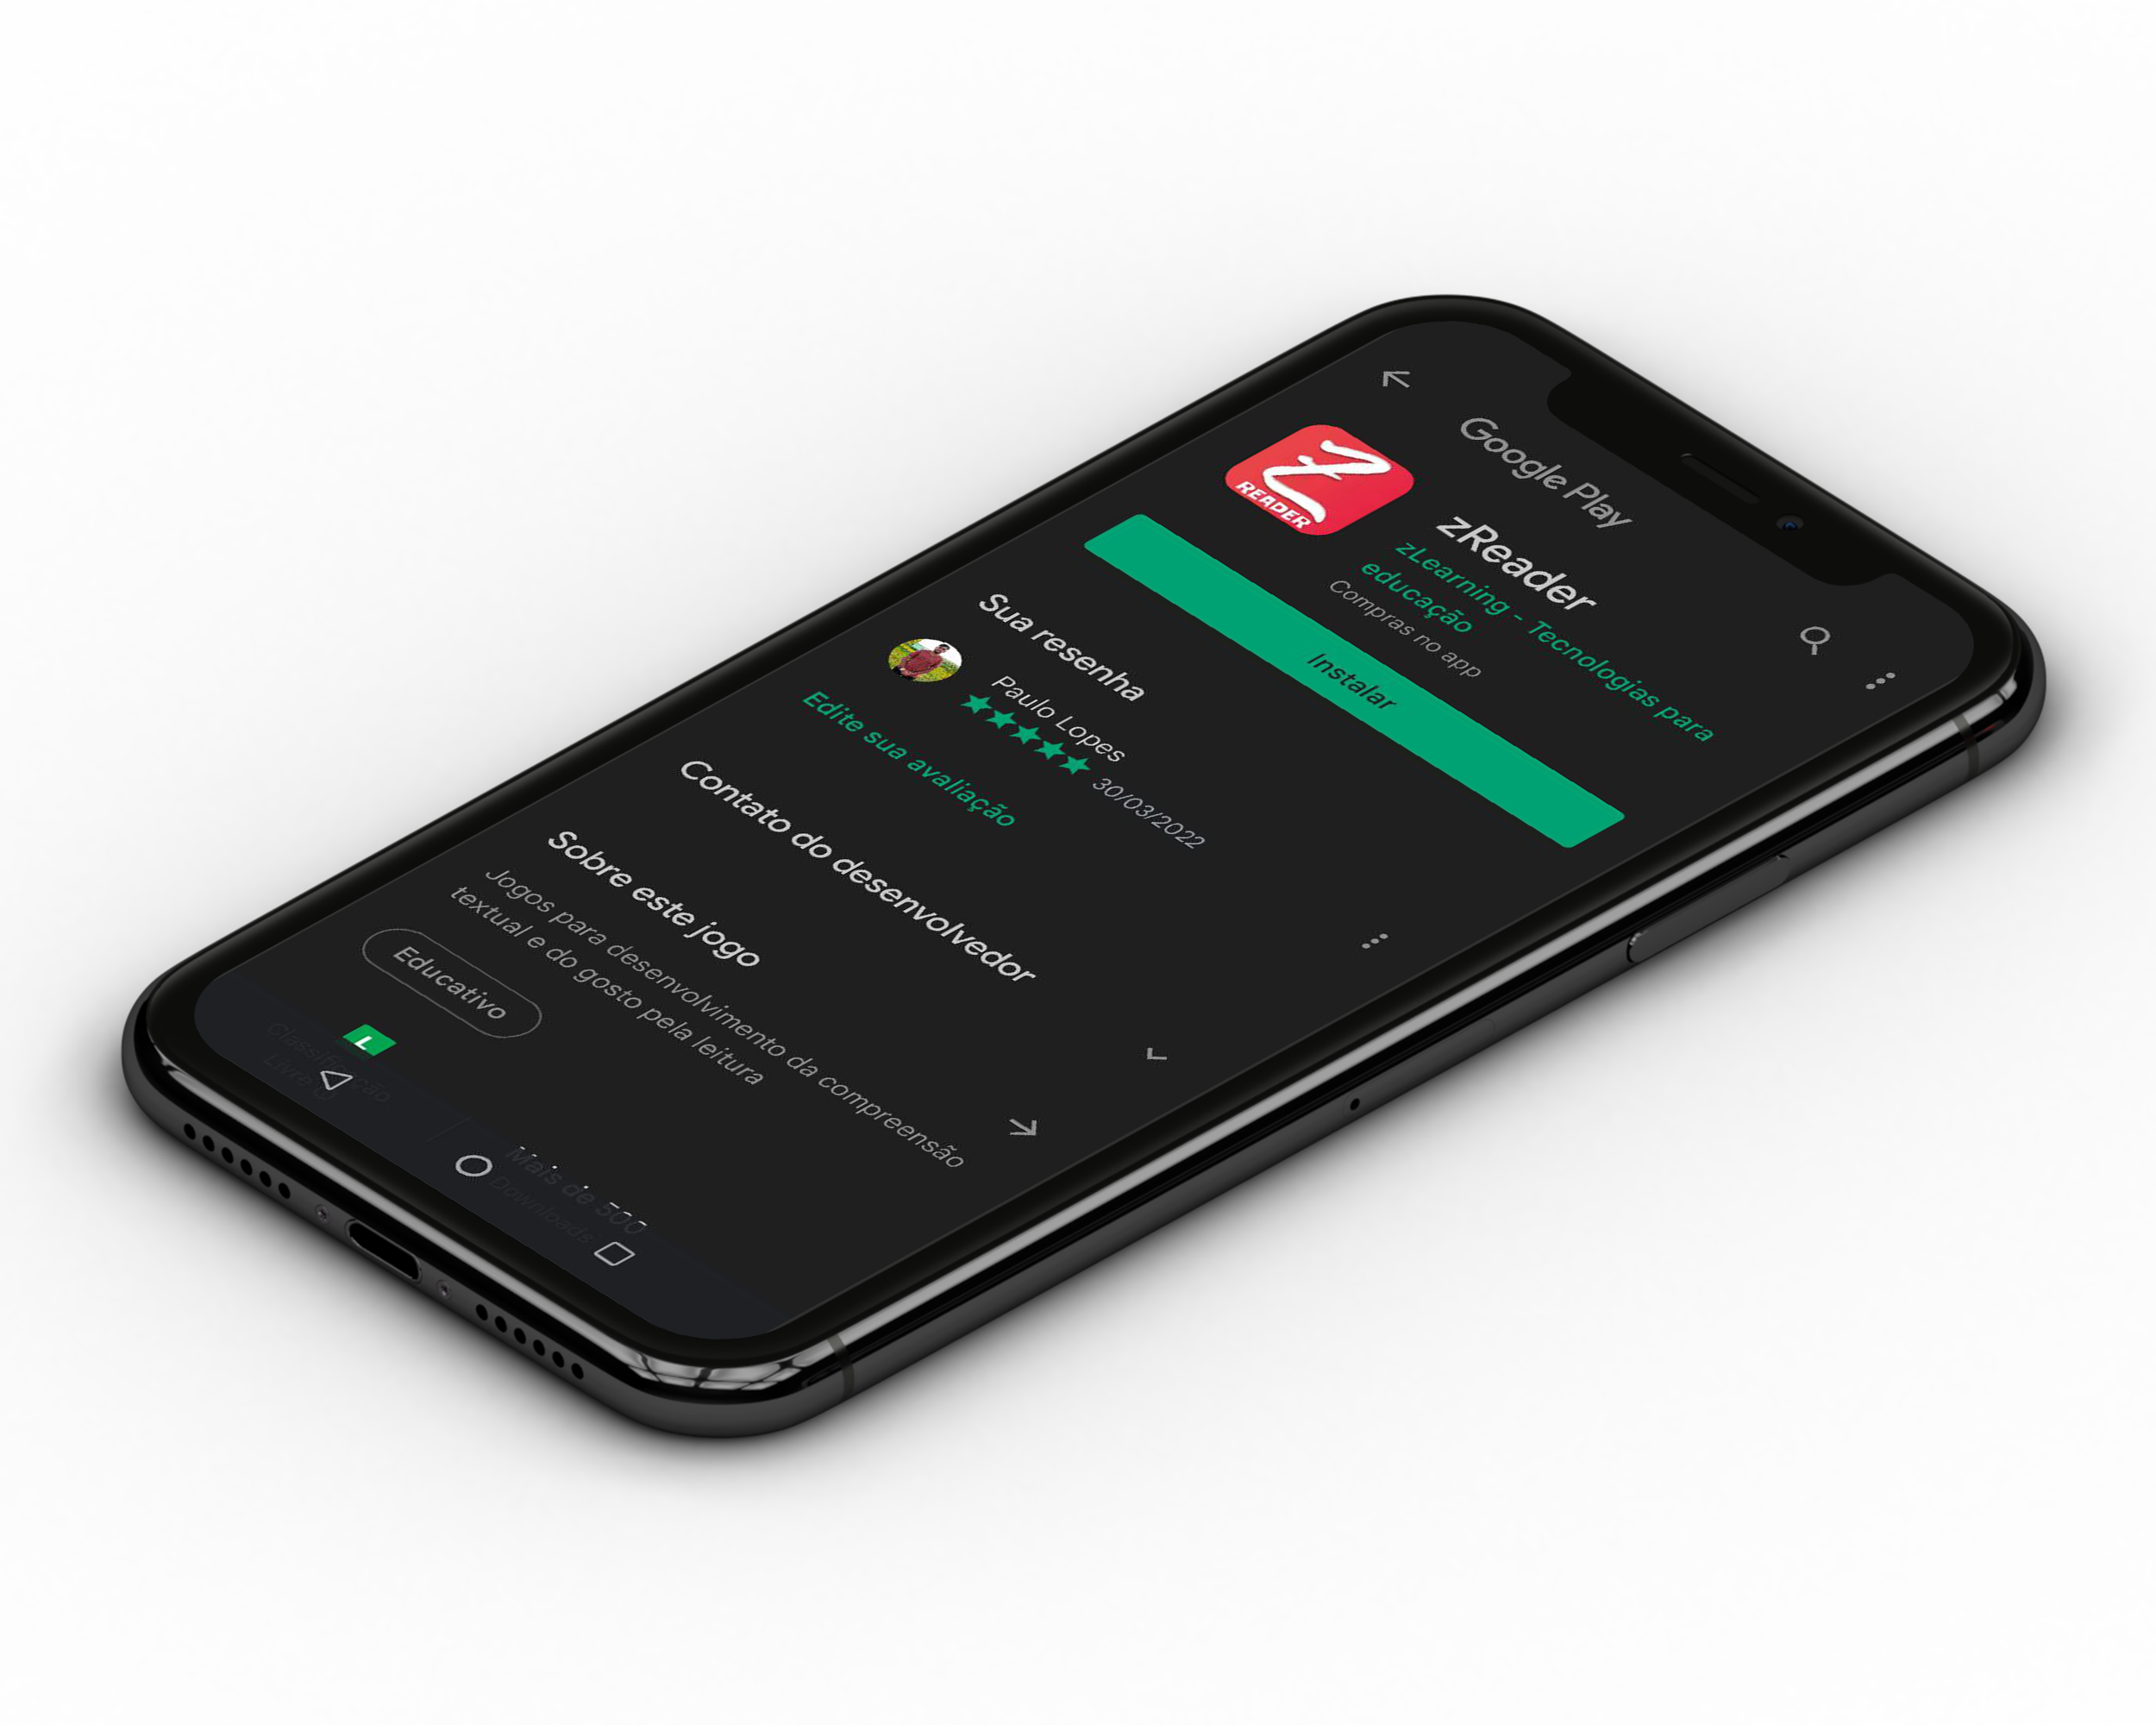 Google Play
Z
READER
zReader
zLearning - Tecnologias para
educação
Compras no app
Instalar
Sua resenha
Paulo Lopes
30/03/2022
Edite sua avaliação
Contato do desenvolvedor
Sobre este jogo
Jogos para desenvolvimento da compreensão
textual e do gosto pela leitura
Educativo
L
Mais de 500
Classificação
Downloads
Livre